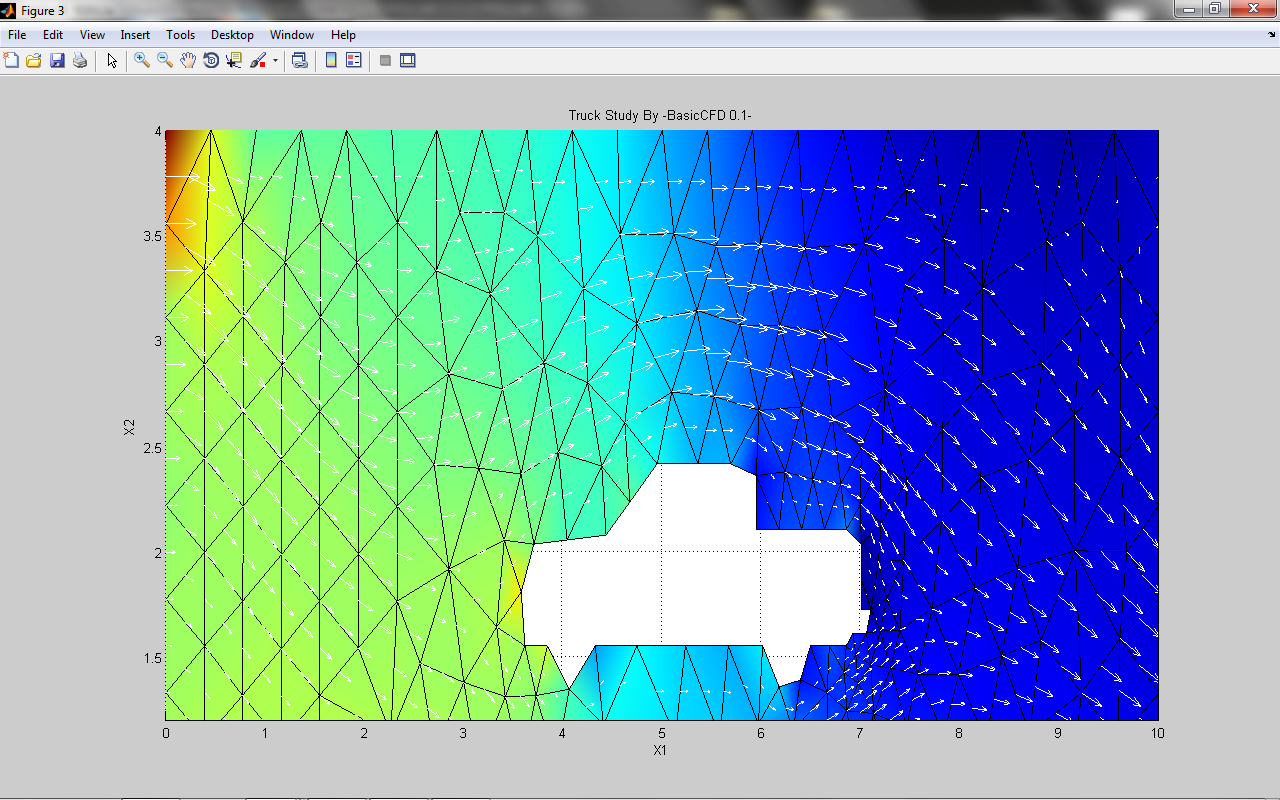 Figure 3
File Edit View Insert Tools Desktop Window Help
Truck Study By -BasicCFD 0.1-
4
3.5
3
2.5
X2
2
1.5
0 1 2 3 4 5 6 7 8 9 10
X1